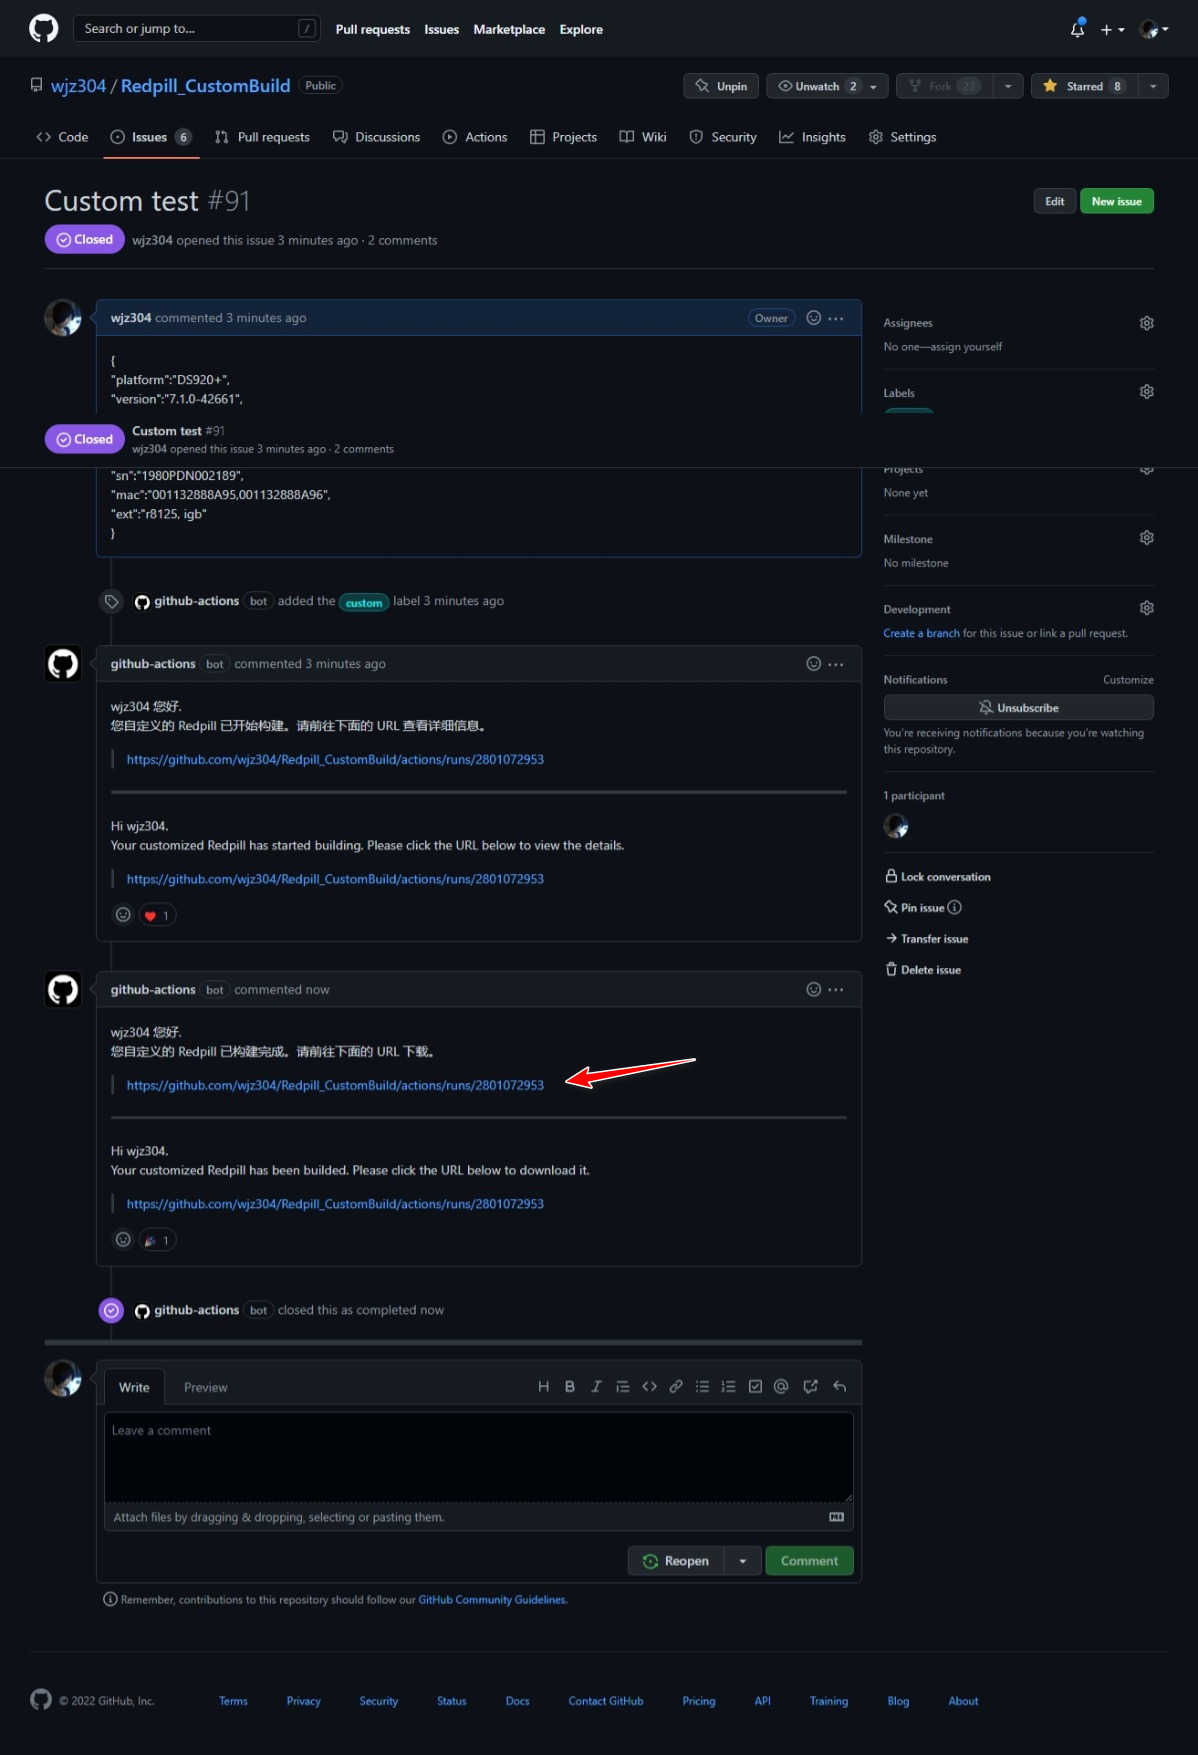 Search or jump to... /
Pull requests Issues Marketplace Explore
wjz304 / Redpill_CustomBuild Public
Unpin Unwatch 2 Fork 23 Starred 8
Code Issues 6 Pull requests Discussions Actions Projects Wiki Security Insights Settings
Custom test #91
Edit New issue
Closed wjz304 opened this issue 3 minutes ago · 2 comments
wjz304 commented 3 minutes ago Owner
{
"platform":"DS920+",
"version":"7.1.0-42661",
Closed Custom test #91
wjz304 opened this issue 3 minutes ago · 2 comments
"sn":"1980PDN002189",
"mac":"001132888A95,001132888A96",
"ext":"r8125, igb"
}
github-actions bot added the custom label 3 minutes ago
github-actions bot commented 3 minutes ago
wjz304 您好.
您自定义的 Redpill 已开始构建。请前往下面的 URL 查看详细信息。
https://github.com/wjz304/Redpill_CustomBuild/actions/runs/2801072953
Hi wjz304.
Your customized Redpill has started building. Please click the URL below to view the details.
https://github.com/wjz304/Redpill_CustomBuild/actions/runs/2801072953
1
github-actions bot commented now
wjz304 您好.
您自定义的 Redpill 已构建完成。请前往下面的 URL 下载。
https://github.com/wjz304/Redpill_CustomBuild/actions/runs/2801072953
Hi wjz304.
Your customized Redpill has been builded. Please click the URL below to download it.
https://github.com/wjz304/Redpill_CustomBuild/actions/runs/2801072953
1
github-actions bot closed this as completed now
Write Preview
Leave a comment
Attach files by dragging & dropping, selecting or pasting them.
Reopen Comment
Remember, contributions to this repository should follow our GitHub Community Guidelines.
Assignees
No one—assign yourself
Labels
Projects
None yet
Milestone
No milestone
Development
Create a branch for this issue or link a pull request.
Notifications Customize
Unsubscribe
You're receiving notifications because you're watching
this repository.
1 participant
Lock conversation
Pin issue
Transfer issue
Delete issue
© 2022 GitHub, Inc. Terms Privacy Security Status Docs Contact GitHub Pricing API Training Blog About